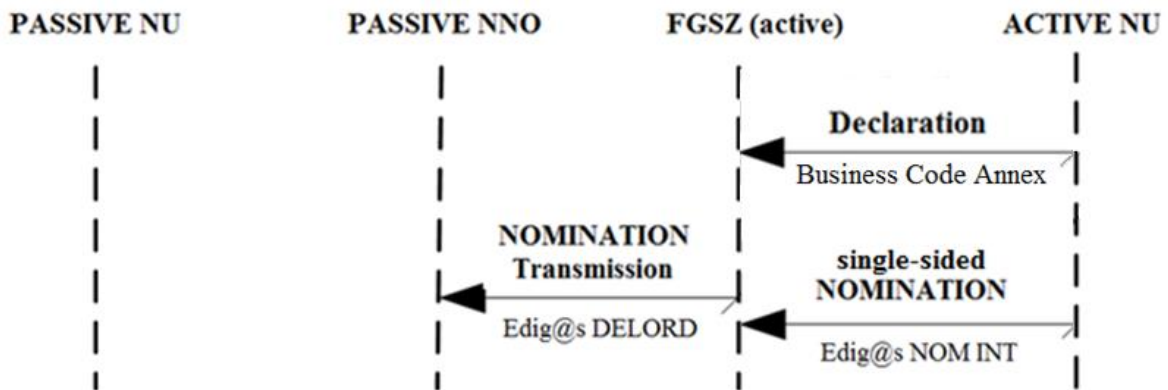 PASSIVE NU PASSIVE NNO FGSZ (active) ACTIVE NU
Declaration
Business Code Annex
NOMINATION
Transmission
Edig@s DELORD
single-sided
NOMINATION
Edig@s NOM INT